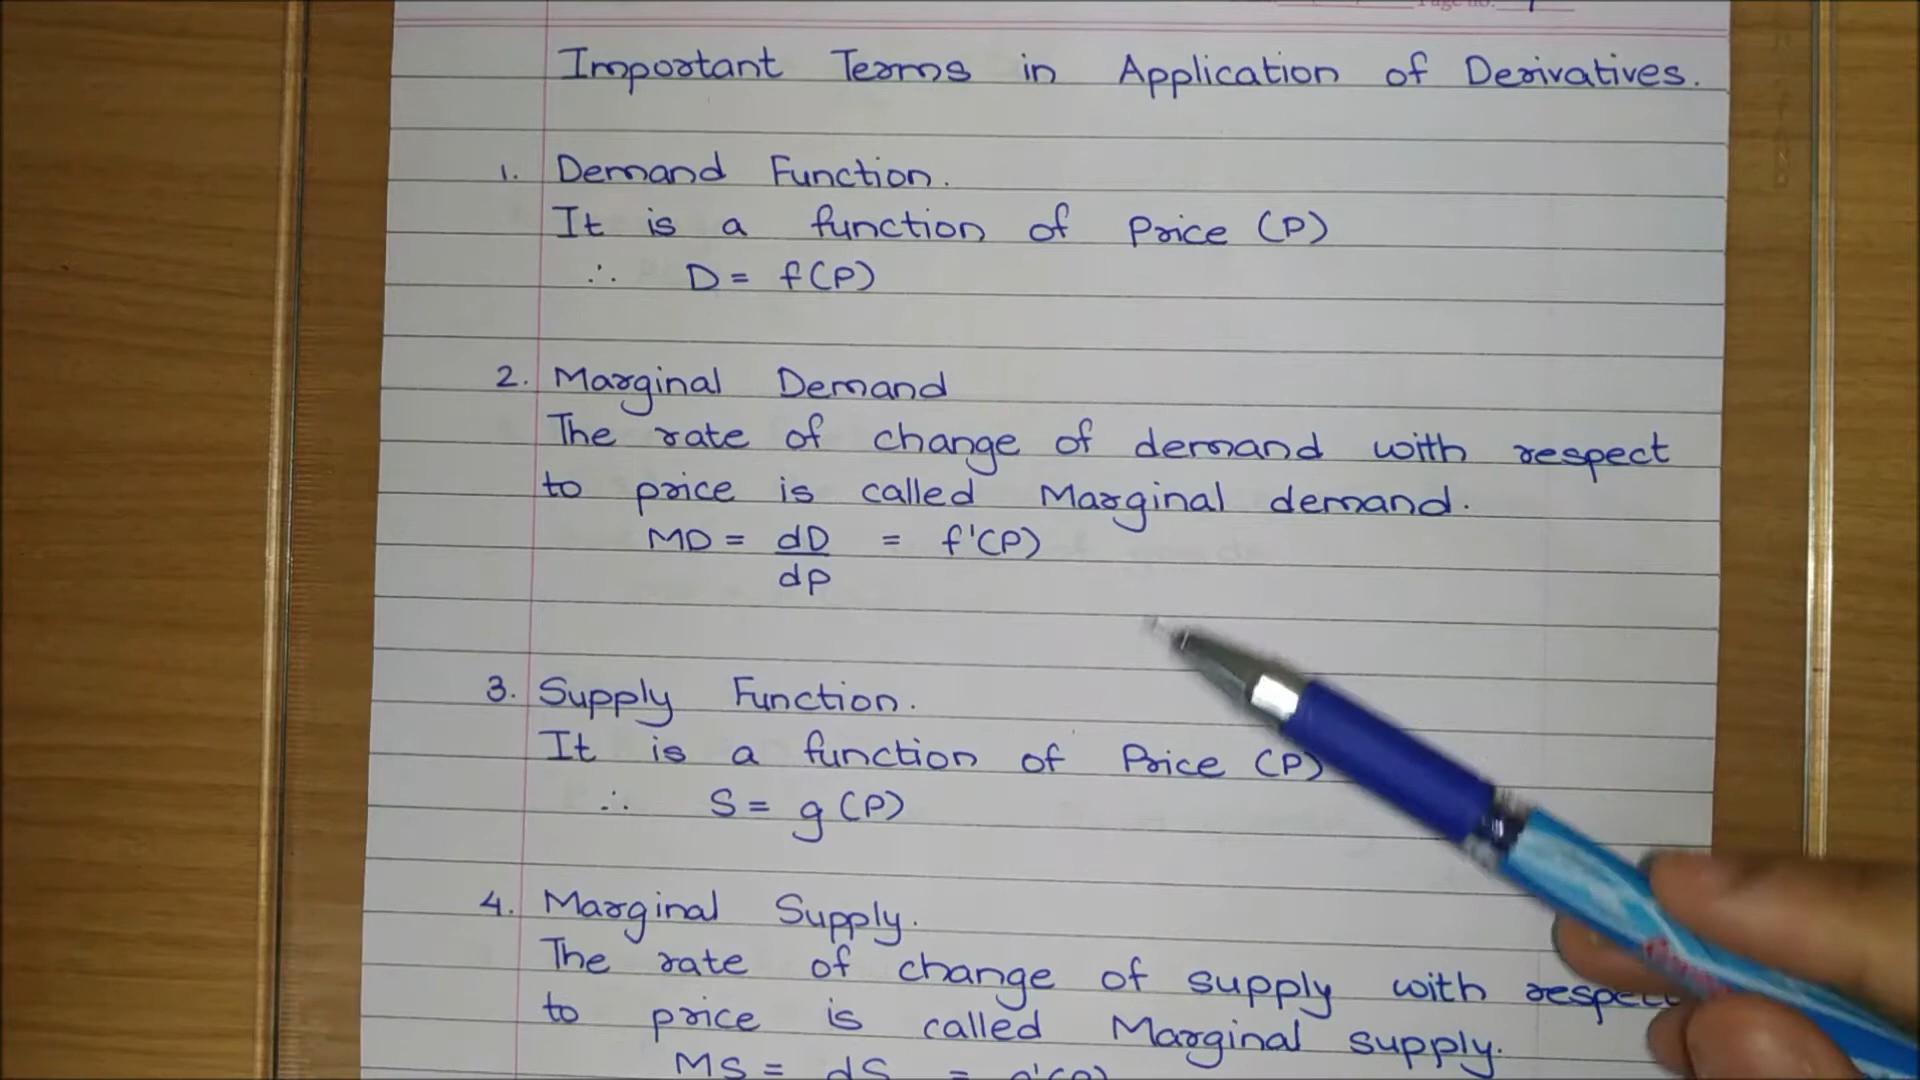 Important Terms in Application of Derivatives.
1. Demand Function.
It is a function of Price (P)
∴ D = f(P)
2. Marginal Demand
The rate of change of demand with respect
to price is called Marginal demand.
MD = dD/dp = f'(P)
3. Supply Function.
It is a function of Price (P)
∴ S = g(P)
4. Marginal Supply.
The rate of change of supply with respect
to price is called Marginal supply.
MS = dS =